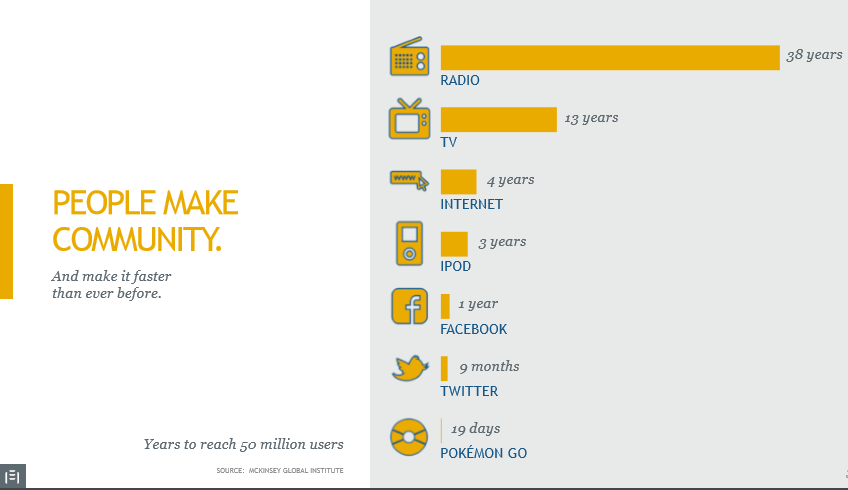 PEOPLE MAKE
COMMUNITY.
And make it faster
than ever before.
Years to reach 50 million users
SOURCE: MCKINSEY GLOBAL INSTITUTE
38 years
RADIO
13 years
TV
www
4 years
INTERNET
3 years
IPOD
1 year
FACEBOOK
9 months
TWITTER
19 days
POKÉMON GO